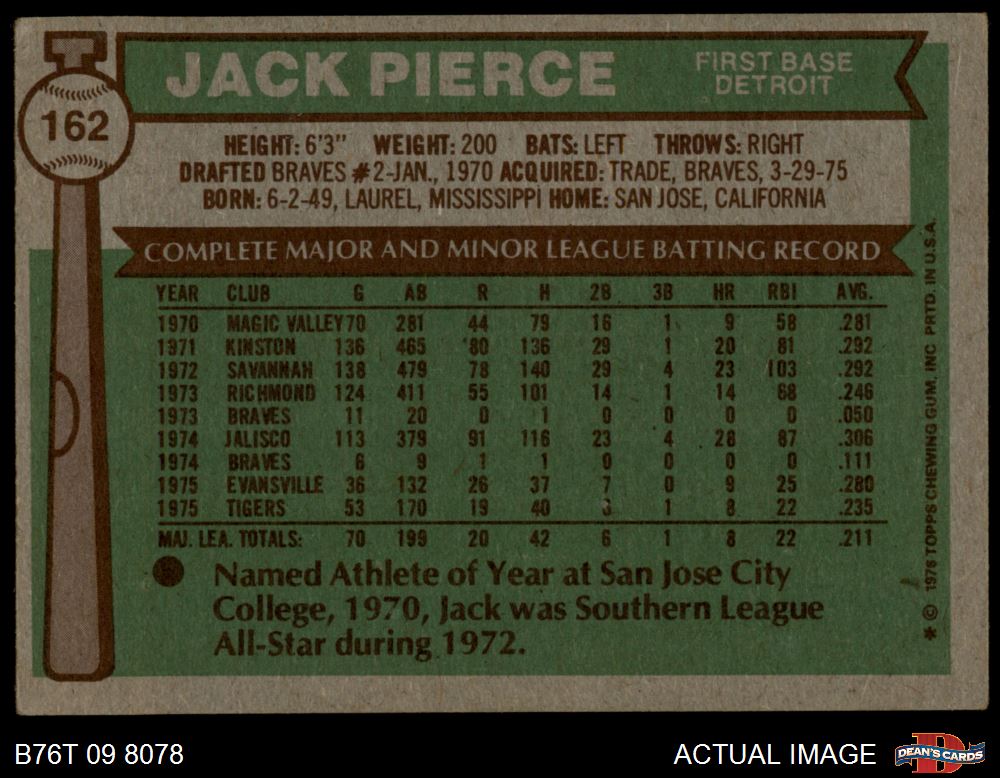 JACK PIERCE
FIRST BASE
DETROIT
162
HEIGHT: 6'3" WEIGHT: 200 BATS: LEFT THROWS: RIGHT
DRAFTED BRAVES #2-JAN., 1970 ACQUIRED: TRADE, BRAVES, 3-29-75
BORN: 6-2-49, LAUREL, MISSISSIPPI HOME: SAN JOSE, CALIFORNIA
COMPLETE MAJOR AND MINOR LEAGUE BATTING RECORD
YEAR CLUB G AB R H 2B 3B HR RBI AVG.
1970 MAGIC VALLEY 70 281 44 79 16 1 9 58 .281
1971 KINSTON 136 465 80 136 29 1 20 81 .292
1972 SAVANNAH 138 479 78 140 29 4 23 103 .292
1973 RICHMOND 124 411 55 101 14 1 14 68 .246
1973 BRAVES 11 20 0 1 0 0 0 0 .050
1974 JALISCO 113 379 91 116 23 4 28 87 .306
1974 BRAVES 6 9 1 1 0 0 0 0 .111
1975 EVANSVILLE 36 132 26 37 7 0 9 25 .280
1975 TIGERS 53 170 19 40 1 8 22 .235
MAJ. LEA. TOTALS: 70 199 20 42 6 1 8 22 .211
Named Athlete of Year at San Jose City
College, 1970, Jack was Southern League
All-Star during 1972.
* © 1976 TOPPS CHEWING GUM, INC PRTD. IN U.S.A.
B76T 09 8078
ACTUAL IMAGE
DEAN'S CARDS